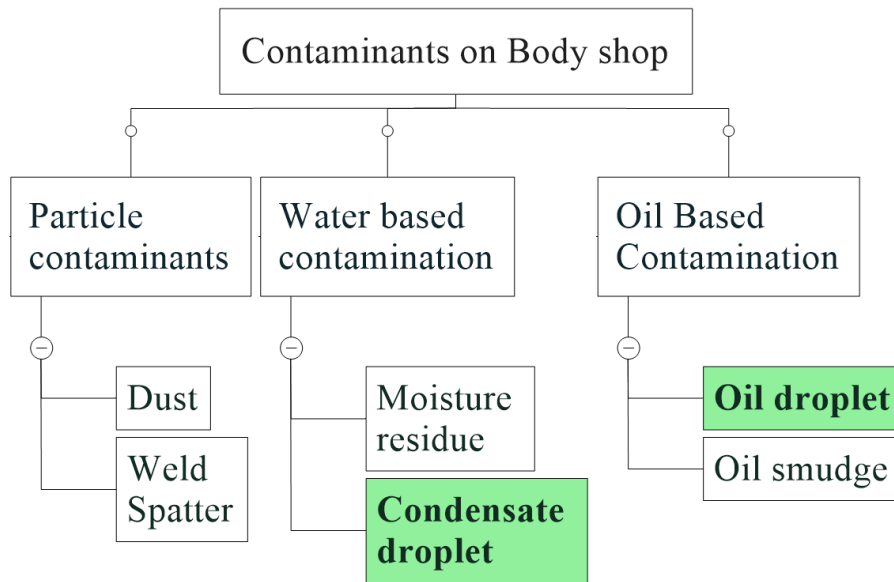 Contaminants on Body shop
Particle
contaminants
Water based
contamination
Oil Based
Contamination
Dust
Weld
Spatter
Moisture
residue
Condensate
droplet
Oil droplet
Oil smudge